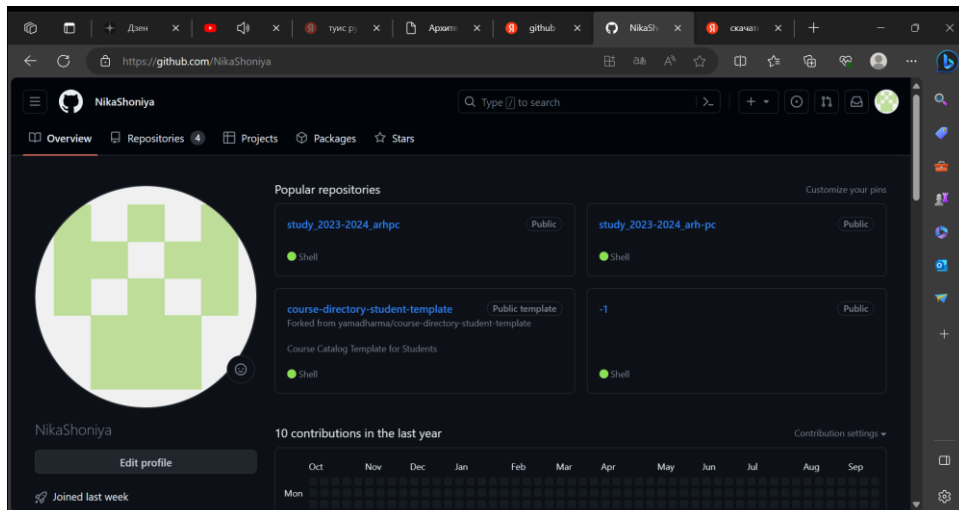 Дзен
туис ру
Архите
github
NikaSh
скачат
https://github.com/NikaShoniya
NikaShoniya
Type / to search
Overview
Repositories 4
Projects
Packages
Stars
Popular repositories
Customize your pins
study_2023-2024_arhpc
Public
study_2023-2024_arh-pc
Public
Shell
Shell
course-directory-student-template
Public template
-1
Public
Forked from yamadharma/course-directory-student-template
Course Catalog Template for Students
Shell
Shell
NikaShoniya
10 contributions in the last year
Contribution settings
Edit profile
Oct Nov Dec Jan Feb Mar Apr May Jun Jul Aug Sep
Joined last week
Mon